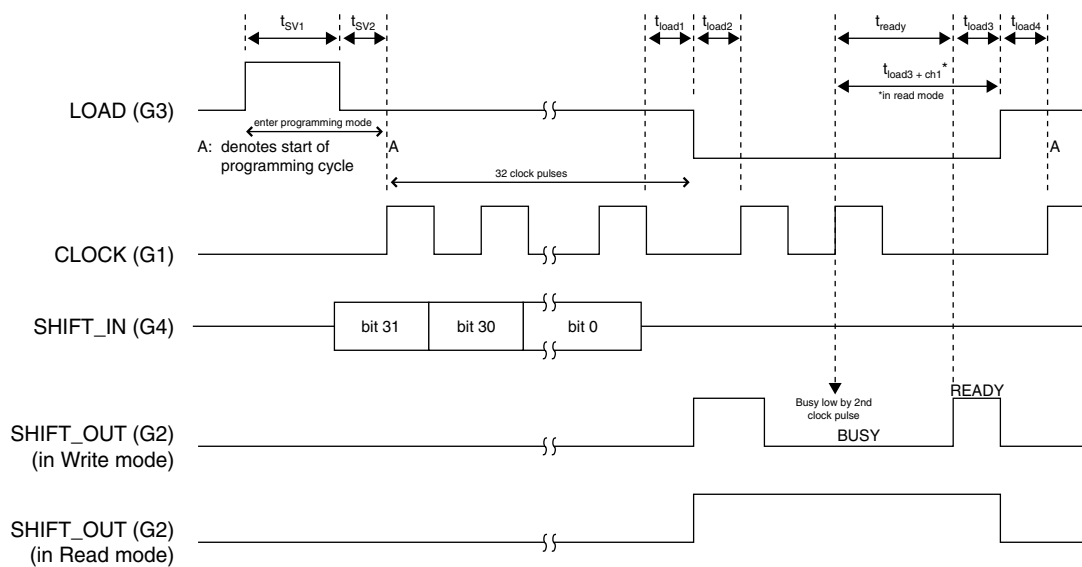 tSV1 tSV2 tload1 tload2 tready tload3 tload4
tload3 + ch1*
*in read mode
LOAD (G3)
enter programming mode
A: denotes start of
programming cycle
A
A
32 clock pulses
CLOCK (G1)
SHIFT_IN (G4)
bit 31 bit 30 bit 0
Busy low by 2nd
clock pulse
READY
BUSY
SHIFT_OUT (G2)
(in Write mode)
SHIFT_OUT (G2)
(in Read mode)